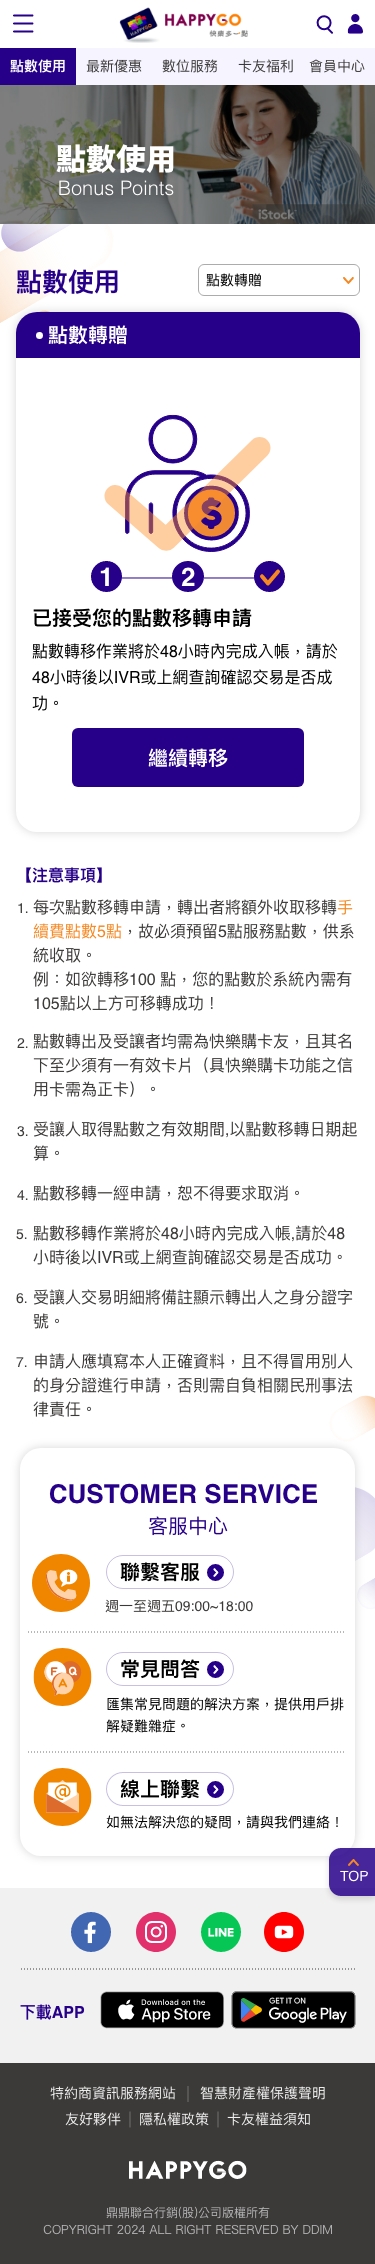 HAPPYGO
快樂多一點
點數使用 最新優惠 數位服務 卡友福利 會員中心
點數使用
Bonus Points
iStock
點數使用
點數轉贈
• 點數轉贈
$
1 2
已接受您的點數移轉申請
點數轉移作業將於48小時內完成入帳，請於
48小時後以IVR或上網查詢確認交易是否成
功。
繼續轉移
【注意事項】
1. 每次點數移轉申請，轉出者將額外收取移轉手
續費點數5點，故必須預留5點服務點數，供系
統收取。
例：如欲轉移100 點，您的點數於系統內需有
105點以上方可移轉成功！
2. 點數轉出及受讓者均需為快樂購卡友，且其名
下至少須有一有效卡片（具快樂購卡功能之信
用卡需為正卡）。
3. 受讓人取得點數之有效期間,以點數移轉日期起
算。
4. 點數移轉一經申請，恕不得要求取消。
5. 點數移轉作業將於48小時內完成入帳,請於48
小時後以IVR或上網查詢確認交易是否成功。
6. 受讓人交易明細將備註顯示轉出人之身分證字
號。
7. 申請人應填寫本人正確資料，且不得冒用別人
的身分證進行申請，否則需自負相關民刑事法
律責任。
CUSTOMER SERVICE
客服中心
聯繫客服
週一至週五09:00~18:00
F Q A
常見問答
匯集常見問題的解決方案，提供用戶排
解疑難雜症。
@
線上聯繫
如無法解決您的疑問，請與我們連絡！
TOP
LINE
下載APP
Download on the
App Store
GET IT ON
Google Play
特約商資訊服務網站 | 智慧財產權保護聲明
友好夥伴 | 隱私權政策 | 卡友權益須知
HAPPYGO
鼎鼎聯合行銷(股)公司版權所有
COPYRIGHT 2024 ALL RIGHT RESERVED BY DDIM